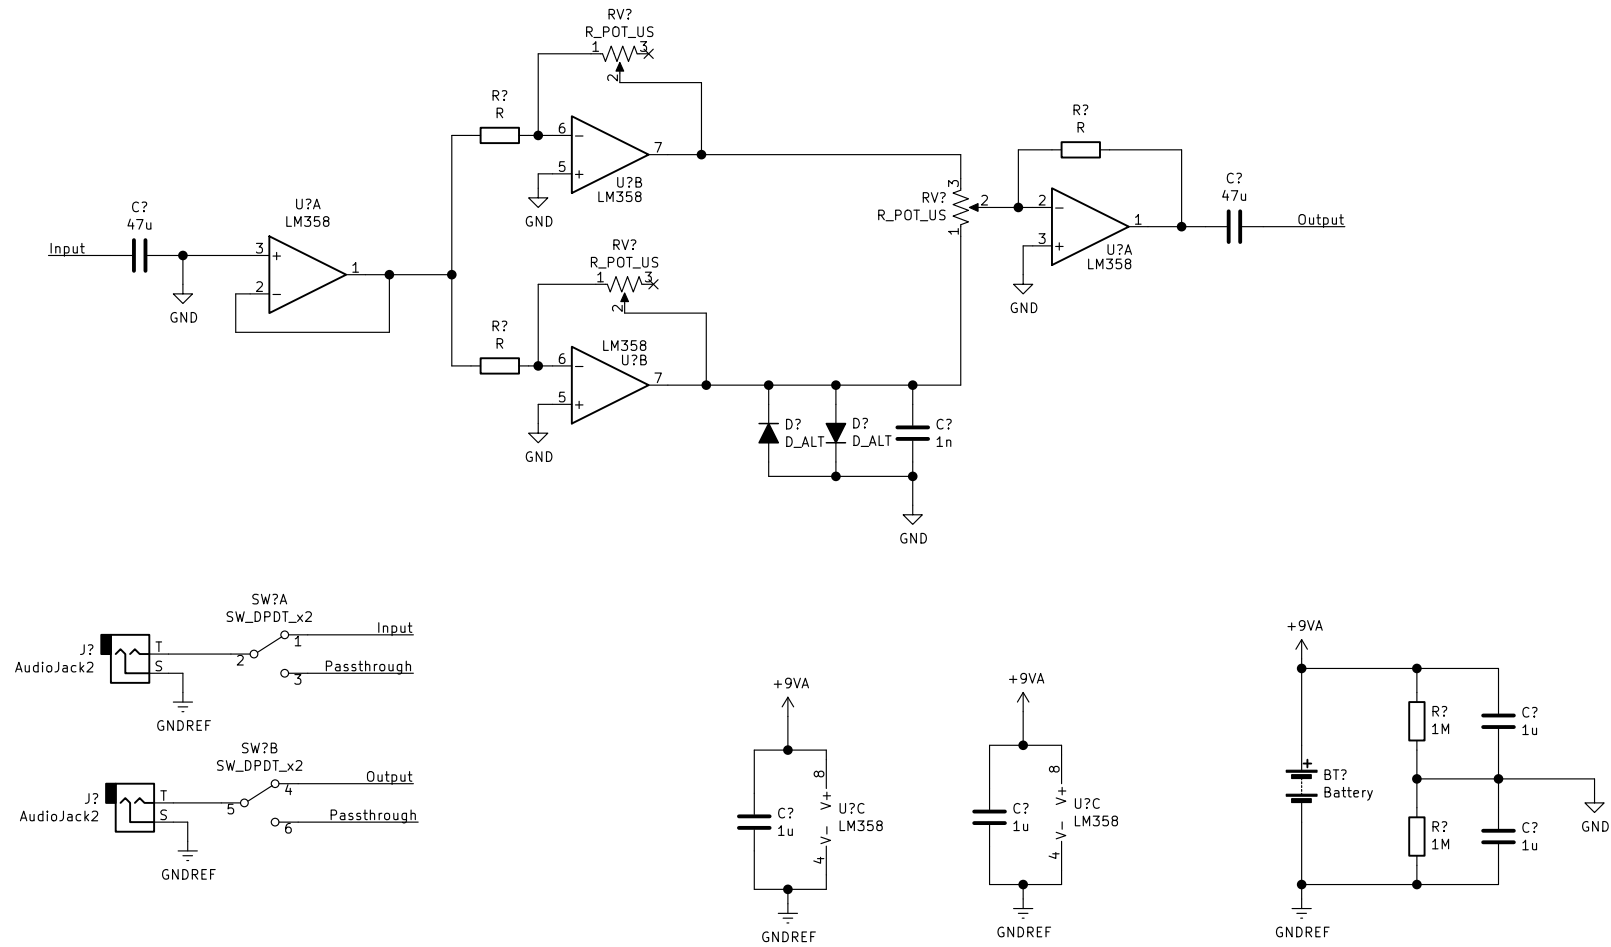 RV?
R_POT_US
1
3
2
R?
R
6
−
7
5
+
U?B
LM358
GND
R?
R
C?
47u
Input
GND
U?A
LM358
3
+
1
2
−
RV?
R_POT_US
3
2
1
2
−
1
3
+
U?A
LM358
GND
C?
47u
Output
RV?
R_POT_US
1
3
2
R?
R
LM358
U?B
6
−
7
5
+
GND
D?
D_ALT
D?
D_ALT
C?
1n
GND
SW?A
SW_DPDT_x2
J?
AudioJack2
T
S
2
1
Input
3
Passthrough
GNDREF
SW?B
SW_DPDT_x2
J?
AudioJack2
T
S
5
4
Output
6
Passthrough
GNDREF
+9VA
8
V+
C?
1u
U?C
LM358
V−
4
GNDREF
+9VA
8
V+
C?
1u
U?C
LM358
V−
4
GNDREF
+9VA
R?
1M
C?
1u
+
BT?
Battery
R?
1M
C?
1u
GND
GNDREF